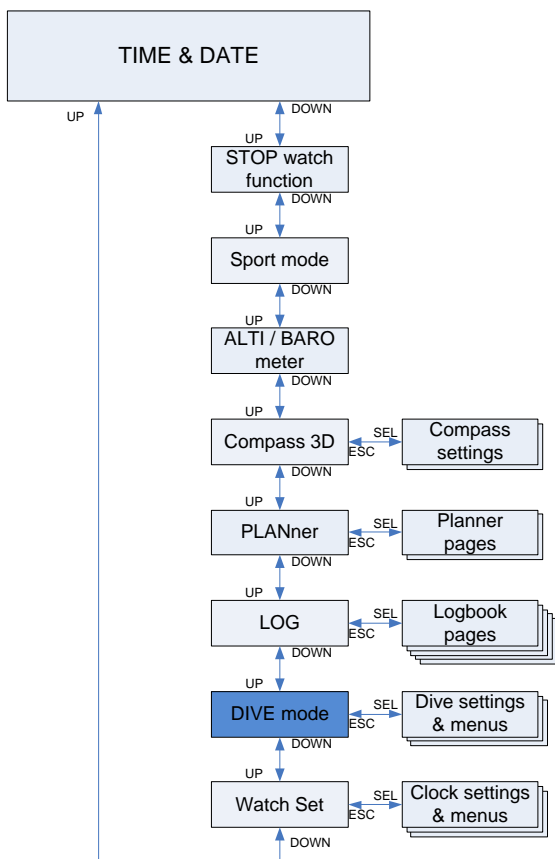 TIME & DATE
UP
DOWN
UP
STOP watch
function
DOWN
UP
Sport mode
DOWN
UP
ALTI / BARO
meter
DOWN
UP
Compass 3D
SEL
ESC
Compass
settings
DOWN
UP
PLANner
SEL
ESC
Planner
pages
DOWN
UP
LOG
SEL
ESC
Logbook
pages
DOWN
UP
DIVE mode
SEL
ESC
Dive settings
& menus
DOWN
UP
Watch Set
SEL
ESC
Clock settings
& menus
DOWN